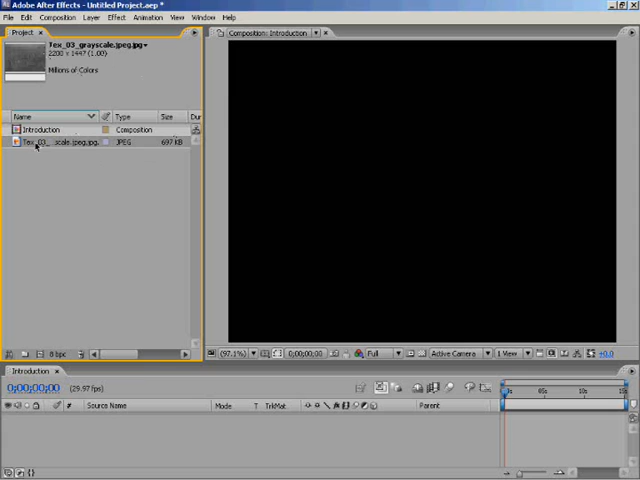 Adobe After Effects - Untitled Project.aep *
File Edit Composition Layer Effect Animation View Window Help
Project ×
Tex_03_grayscale.jpeg.jpg
2200 x 1447 (1.00)
Millions of Colors
Name Type Size Dur
Introduction Composition
Tex_03_ ...scale.jpeg.jpg JPEG 697 KB
8 bpc
Composition: Introduction ×
(97.1%) 0;00;00;00 Full Active Camera 1 View +0.0
Introduction ×
0;00;00;00 (29.97 fps)
05s 10s 15s
# Source Name Mode T TrkMat Parent